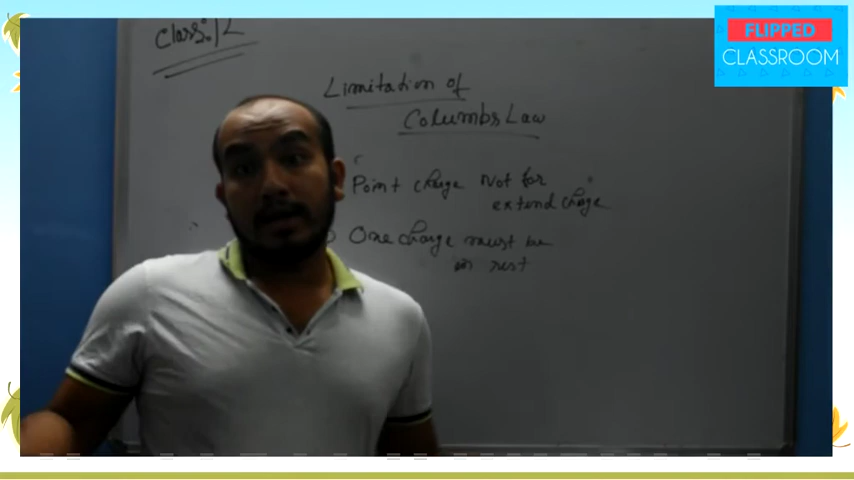 FLIPPED
CLASSROOM
Class: 12
Limitation of
Columbs Law
Point charge Not for
extend charge
One charge must be
in rest